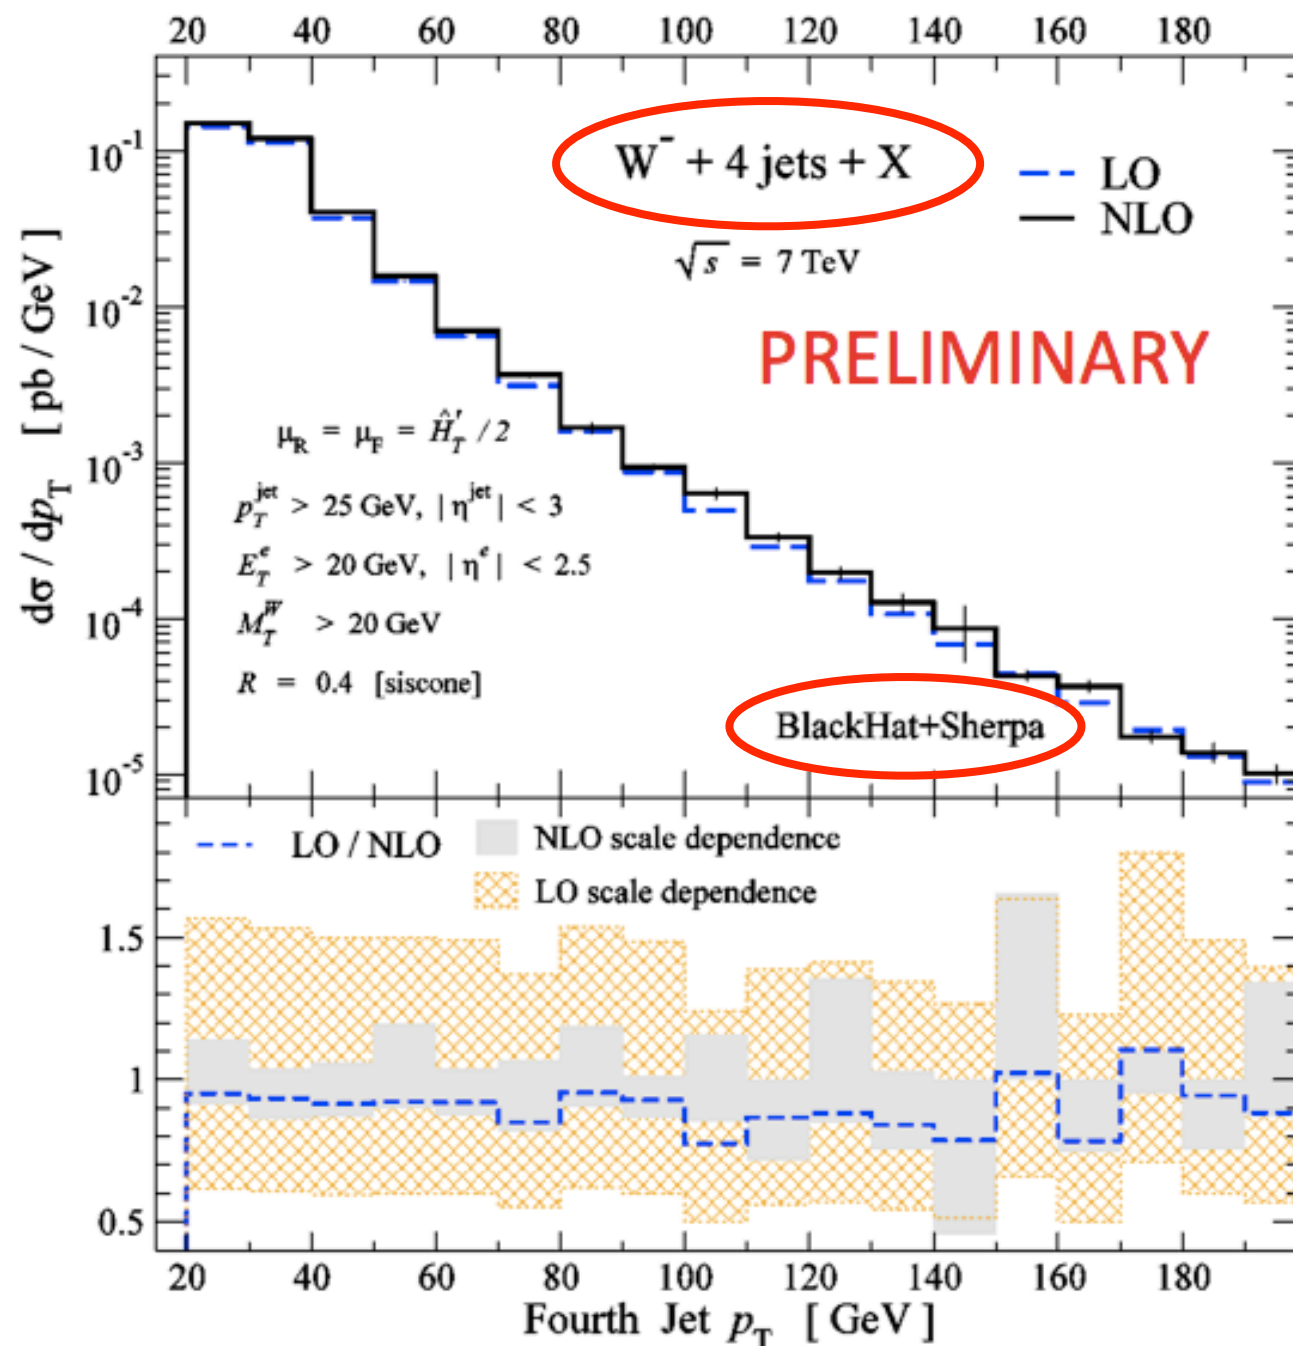 20 40 60 80 100 120 140 160 180
W⁻ + 4 jets + X
LO
NLO
√s = 7 TeV
PRELIMINARY
10⁻¹
10⁻²
10⁻³
10⁻⁴
10⁻⁵
dσ / dp_T [ pb / GeV ]
μ_R = μ_F = Ĥ_T′ / 2
p_T^jet > 25 GeV, | η^jet | < 3
E_T^e > 20 GeV, | η^e | < 2.5
M_T^W > 20 GeV
R = 0.4 [siscone]
BlackHat+Sherpa
LO / NLO
NLO scale dependence
LO scale dependence
1.5
1
0.5
20 40 60 80 100 120 140 160 180
Fourth Jet p_T [ GeV ]